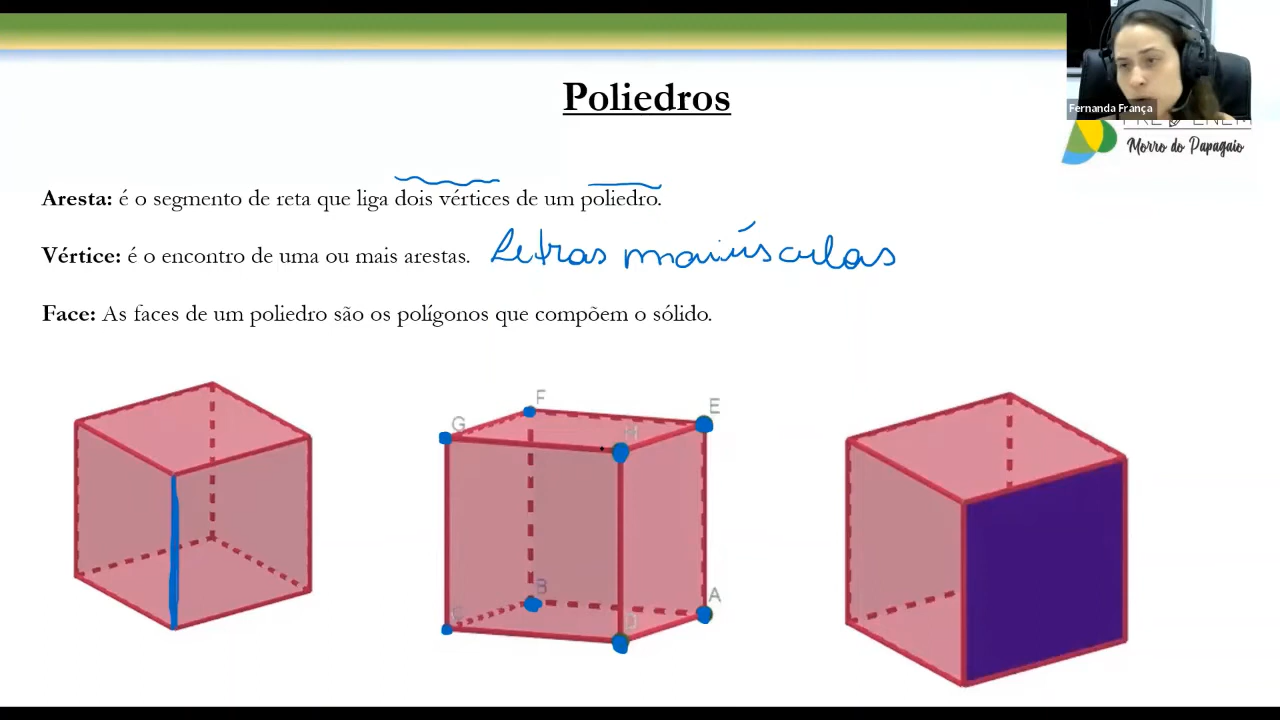 Poliedros
Fernanda França
PRÉ - ENEM
Morro do Papagaio
Aresta: é o segmento de reta que liga dois vértices de um poliedro.
Vértice: é o encontro de uma ou mais arestas. Letras maiúsculas
Face: As faces de um poliedro são os polígonos que compõem o sólido.
F
E
G
H
B
A
C
D